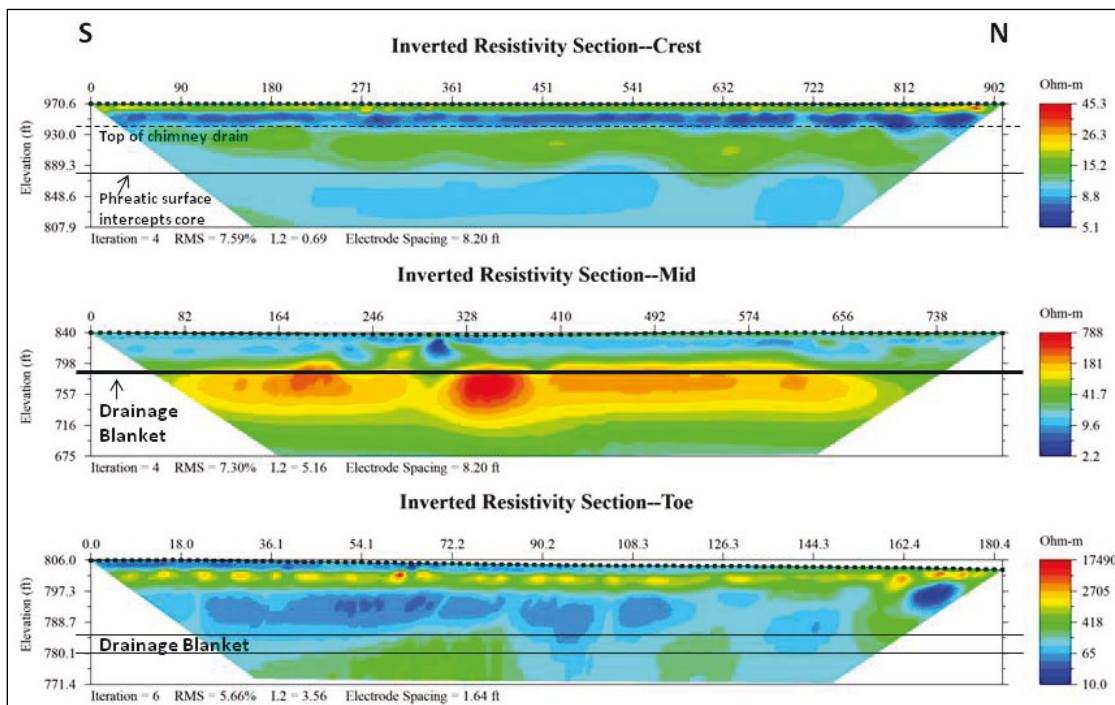 S
N
Inverted Resistivity Section--Crest
0 90 180 271 361 451 541 632 722 812 902
Ohm-m
Elevation (ft)
970.6
930.0
889.3
848.6
807.9
Top of chimney drain
Phreatic surface
intercepts core
45.3
26.3
15.2
8.8
5.1
Iteration = 4 RMS = 7.59% L2 = 0.69 Electrode Spacing = 8.20 ft
Inverted Resistivity Section--Mid
0 82 164 246 328 410 492 574 656 738
Ohm-m
Elevation (ft)
840
798
757
716
675
Drainage
Blanket
788
181
41.7
9.6
2.2
Iteration = 4 RMS = 7.30% L2 = 5.16 Electrode Spacing = 8.20 ft
Inverted Resistivity Section--Toe
0.0 18.0 36.1 54.1 72.2 90.2 108.3 126.3 144.3 162.4 180.4
Ohm-m
Elevation (ft)
806.0
797.3
788.7
780.1
771.4
Drainage Blanket
17490
2705
418
65
10.0
Iteration = 6 RMS = 5.66% L2 = 3.56 Electrode Spacing = 1.64 ft